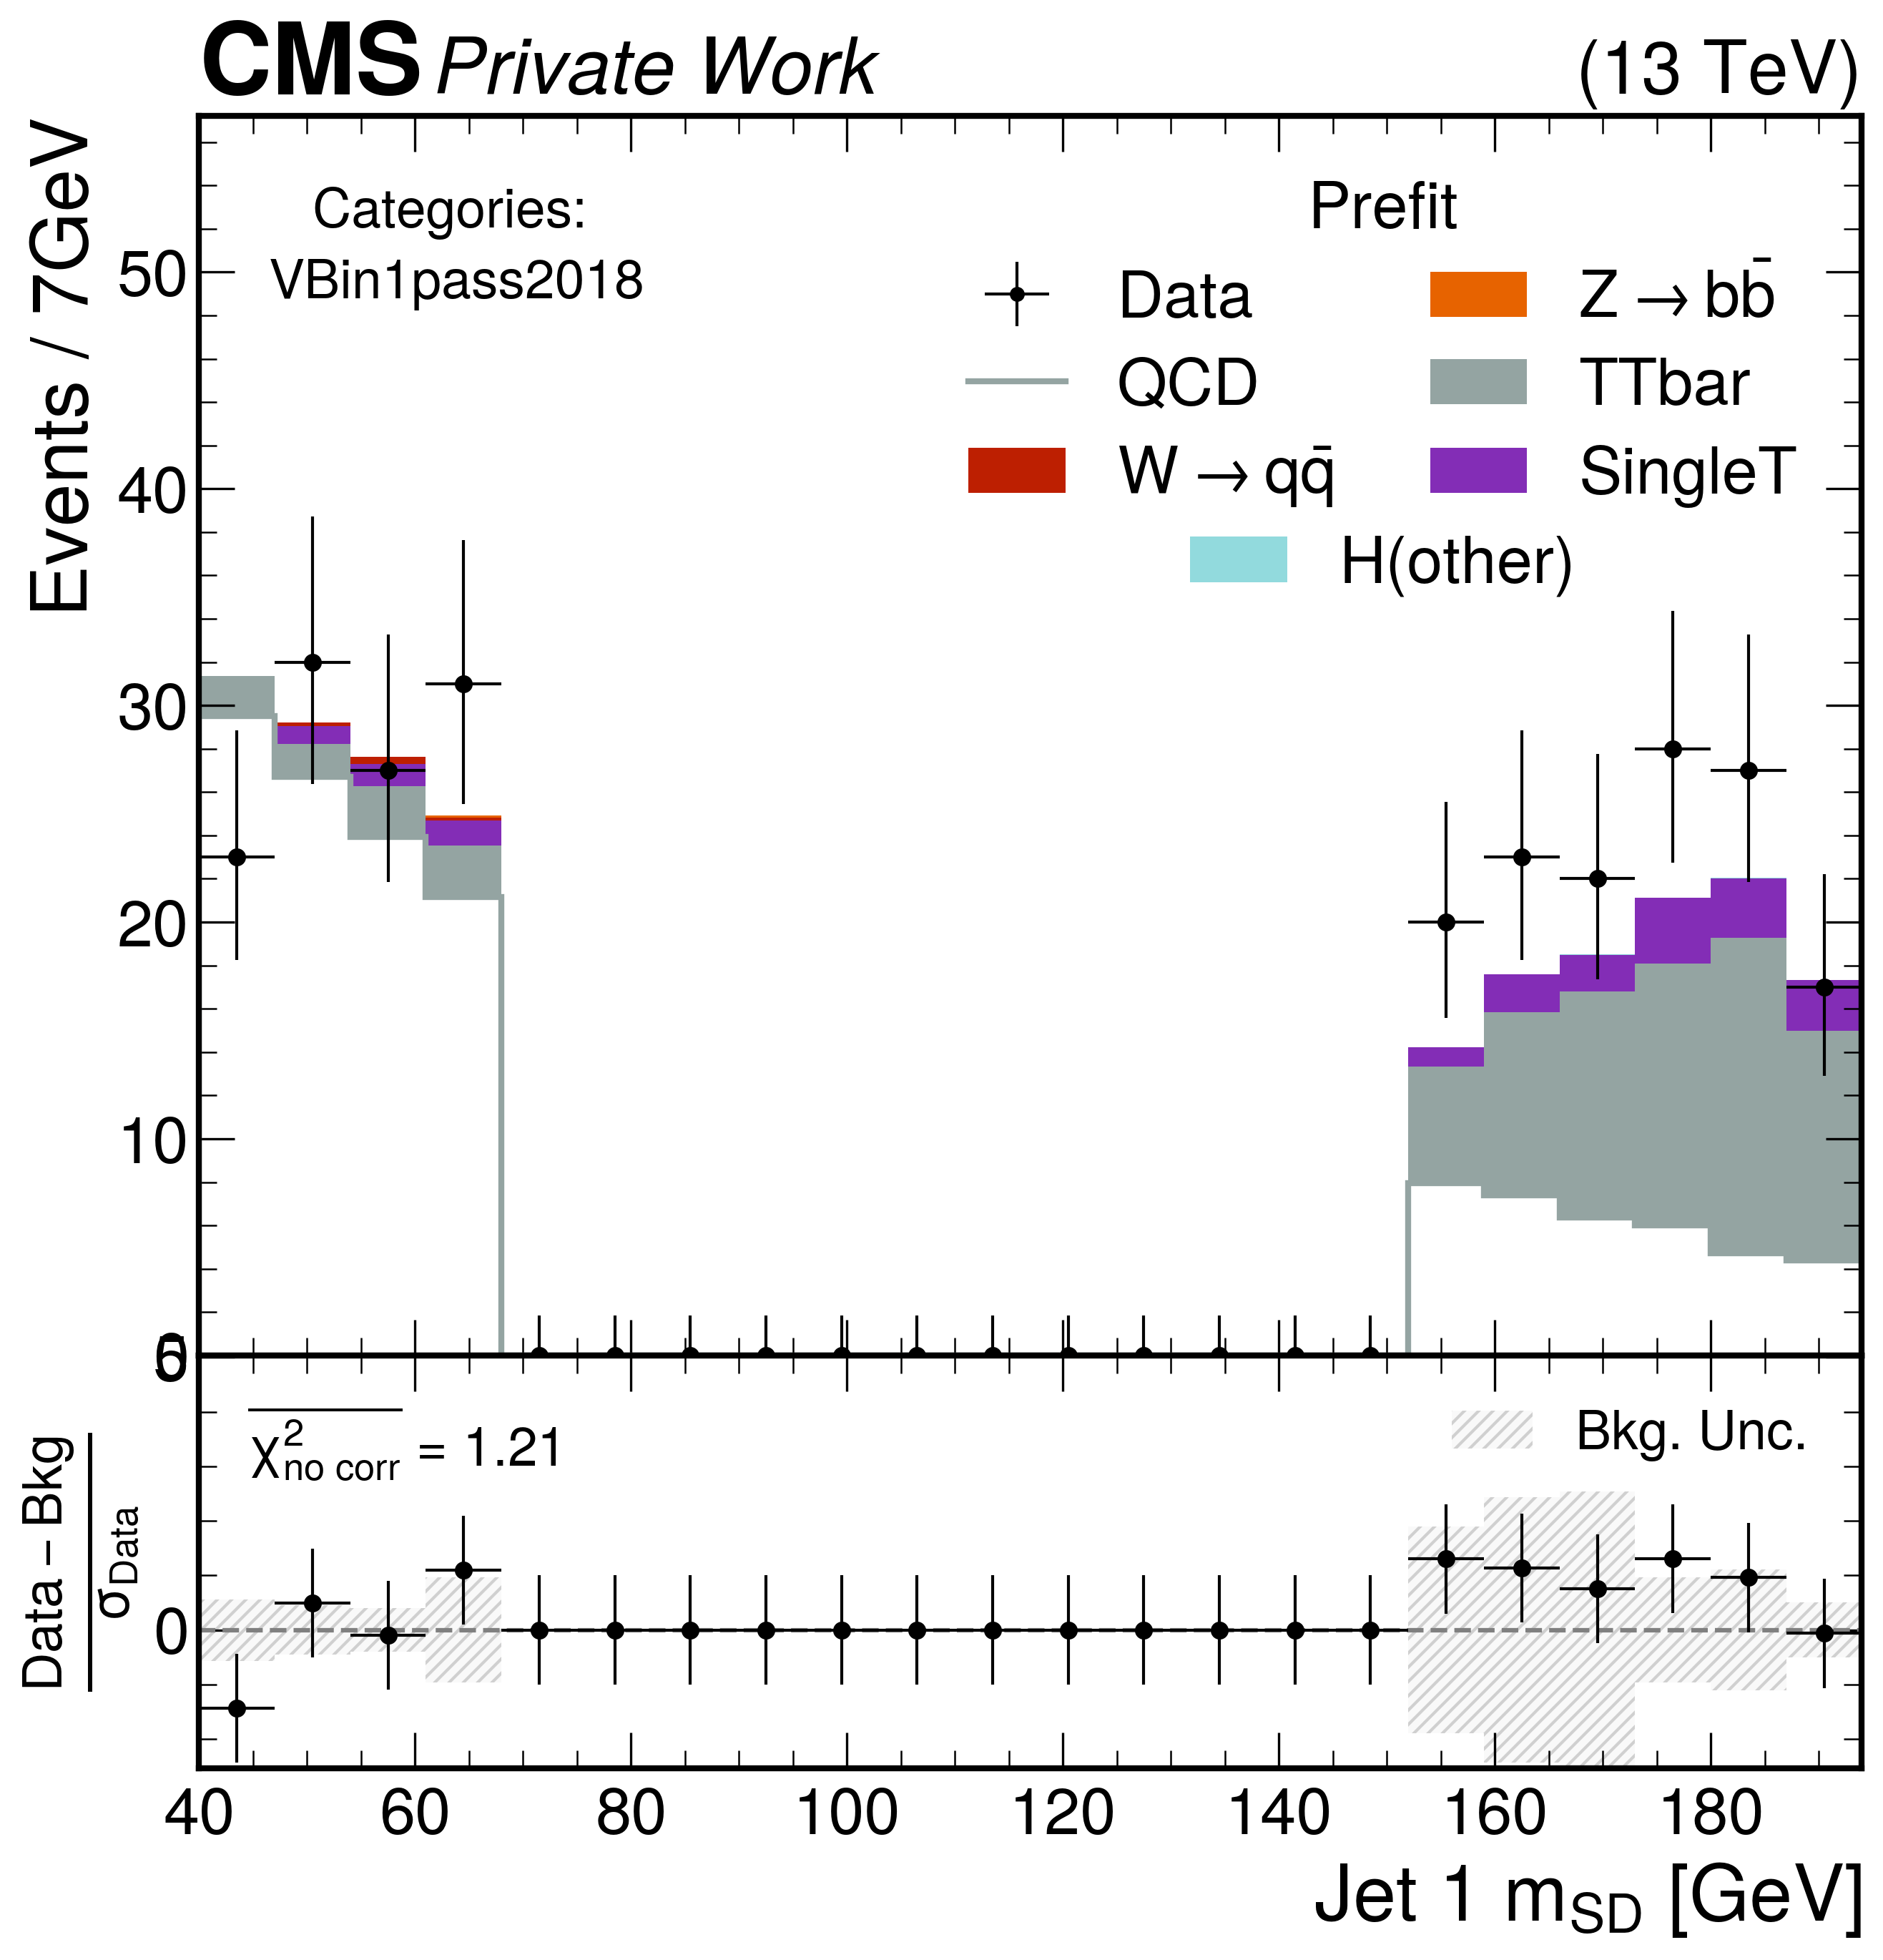 CMS Private Work (13 TeV)
Events / 7GeV
Categories:
VBin1pass2018
Prefit
Data
Z → bb̄
QCD
TTbar
W → qq̄
SingleT
H(other)
50
40
30
20
10
0
5
0
Data − Bkg
σData
χ² no corr = 1.21
Bkg. Unc.
40 60 80 100 120 140 160 180
Jet 1 mSD [GeV]